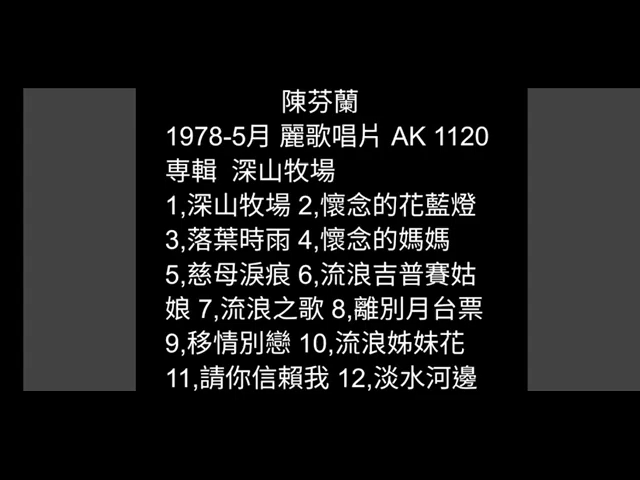 陳芬蘭
1978-5月 麗歌唱片 AK 1120
專輯 深山牧場
1,深山牧場 2,懷念的花藍燈
3,落葉時雨 4,懷念的媽媽
5,慈母淚痕 6,流浪吉普賽姑
娘 7,流浪之歌 8,離別月台票
9,移情別戀 10,流浪姊妹花
11,請你信賴我 12,淡水河邊